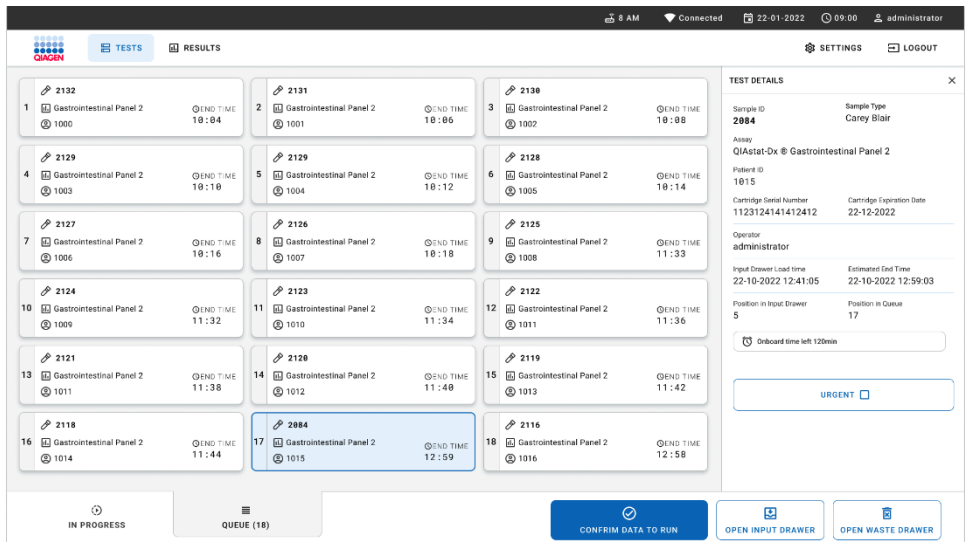 8 AM Connected 22-01-2022 09:00 administrator
QIAGEN TESTS RESULTS SETTINGS LOGOUT
1 2132
Gastrointestinal Panel 2
1000
END TIME
10:04
2 2131
Gastrointestinal Panel 2
1001
END TIME
10:06
3 2130
Gastrointestinal Panel 2
1002
END TIME
10:08
4 2129
Gastrointestinal Panel 2
1003
END TIME
10:10
5 2129
Gastrointestinal Panel 2
1004
END TIME
10:12
6 2128
Gastrointestinal Panel 2
1005
END TIME
10:14
7 2127
Gastrointestinal Panel 2
1006
END TIME
10:16
8 2126
Gastrointestinal Panel 2
1007
END TIME
10:18
9 2125
Gastrointestinal Panel 2
1008
END TIME
11:33
10 2124
Gastrointestinal Panel 2
1009
END TIME
11:32
11 2123
Gastrointestinal Panel 2
1010
END TIME
11:34
12 2122
Gastrointestinal Panel 2
1011
END TIME
11:36
13 2121
Gastrointestinal Panel 2
1011
END TIME
11:38
14 2120
Gastrointestinal Panel 2
1012
END TIME
11:40
15 2119
Gastrointestinal Panel 2
1013
END TIME
11:42
16 2118
Gastrointestinal Panel 2
1014
END TIME
11:44
17 2084
Gastrointestinal Panel 2
1015
END TIME
12:59
18 2116
Gastrointestinal Panel 2
1016
END TIME
12:58
TEST DETAILS
Sample ID Sample Type
2084 Carey Blair
Assay
QIAstat-Dx ® Gastrointestinal Panel 2
Patient ID
1015
Cartridge Serial Number Cartridge Expiration Date
1123124141412412 22-12-2022
Operator
administrator
Input Drawer Load time Estimated End Time
22-10-2022 12:41:05 22-10-2022 12:59:03
Position in Input Drawer Position in Queue
5 17
Onboard time left 120min
URGENT
IN PROGRESS QUEUE (18) CONFRIM DATA TO RUN OPEN INPUT DRAWER OPEN WASTE DRAWER